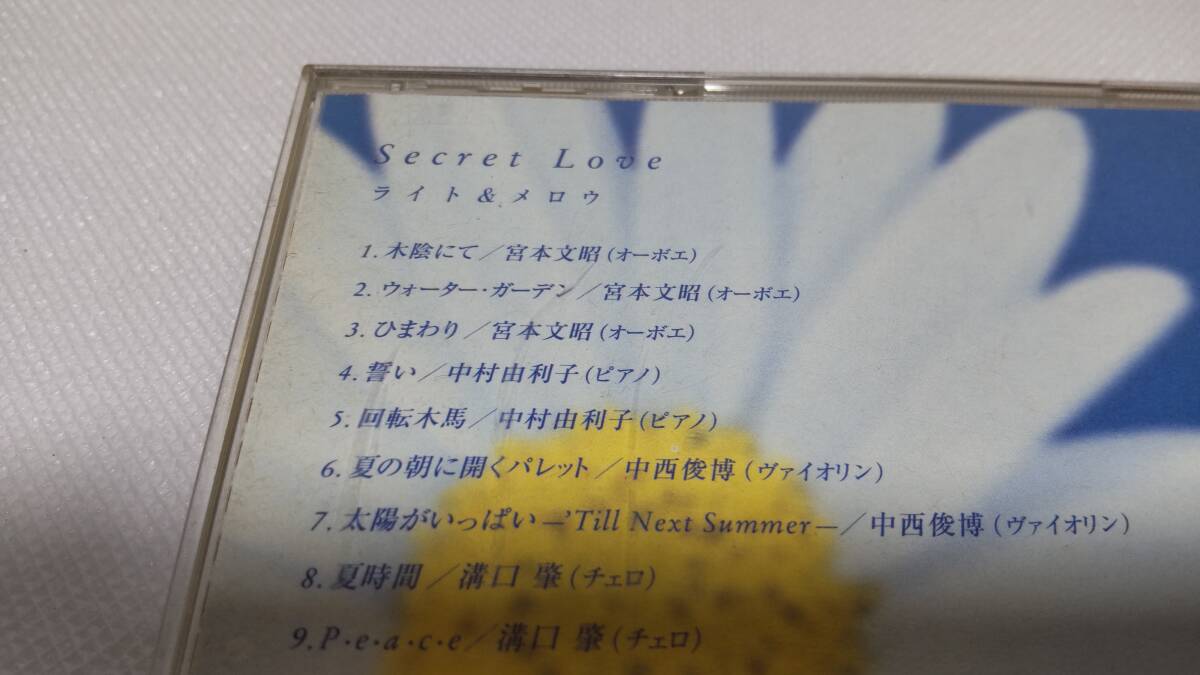 Secret Love
ライト&メロウ
1. 木陰にて／宮本文昭(オーボエ)
2. ウォーター・ガーデン／宮本文昭(オーボエ)
3. ひまわり／宮本文昭(オーボエ)
4. 誓い／中村由利子(ピアノ)
5. 回転木馬／中村由利子(ピアノ)
6. 夏の朝に開くパレット／中西俊博(ヴァイオリン)
7. 太陽がいっぱい—'Till Next Summer—／中西俊博(ヴァイオリン)
8. 夏時間／溝口 肇(チェロ)
9. P・e・a・c・e／溝口 肇(チェロ)